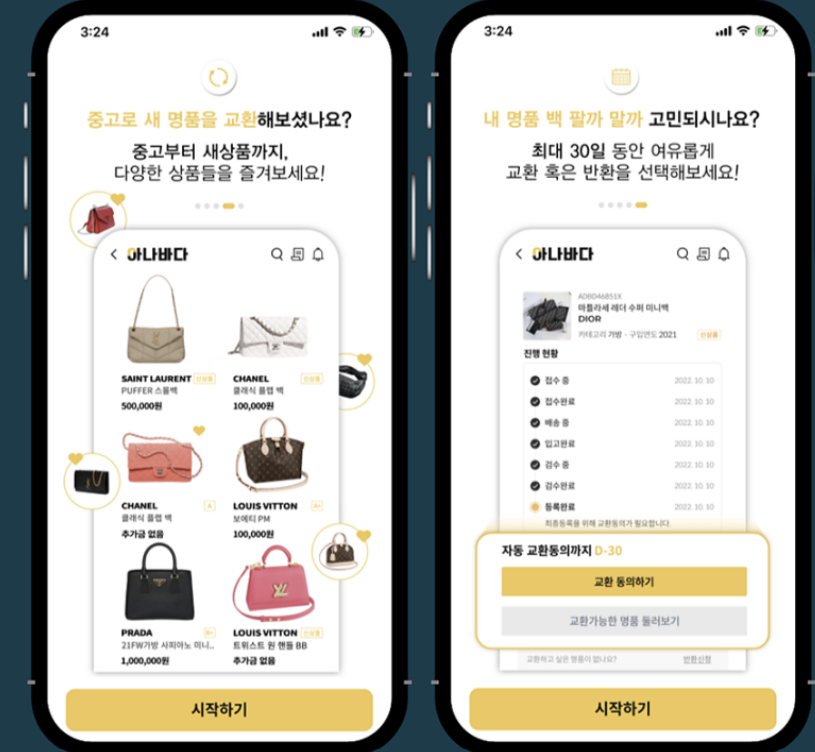 3:24
중고로 새 명품을 교환해보셨나요?
중고부터 새상품까지,
다양한 상품들을 즐겨보세요!
아나바다
SAINT LAURENT 신상품
PUFFER 스몰백
500,000원
CHANEL 신상품
클래식 플랩 백
100,000원
CHANEL
클래식 플랩 백
추가금 없음
LOUIS VITTON A+
보에티 PM
100,000원
PRADA
21FW가방 사피아노 미니..
1,000,000원
LOUIS VITTON 신상품
트위스트 원 핸들 BB
추가금 없음
시작하기
3:24
내 명품 백 팔까 말까 고민되시나요?
최대 30일 동안 여유롭게
교환 혹은 반환을 선택해보세요!
아나바다
ADBD46851X
마틀라세 레더 수퍼 미니백
DIOR
카테고리 가방 · 구입연도 2021 신상품
진행 현황
접수 중 2022. 10. 10
접수완료 2022. 10. 10
배송 중 2022. 10. 10
입고완료 2022. 10. 10
검수 중 2022. 10. 10
검수완료 2022. 10. 10
등록완료 2022. 10. 10
최종등록을 위해 교환동의가 필요합니다.
자동 교환동의까지 D-30
교환 동의하기
교환가능한 명품 둘러보기
교환하고 싶은 명품이 없나요? 반환신청
시작하기